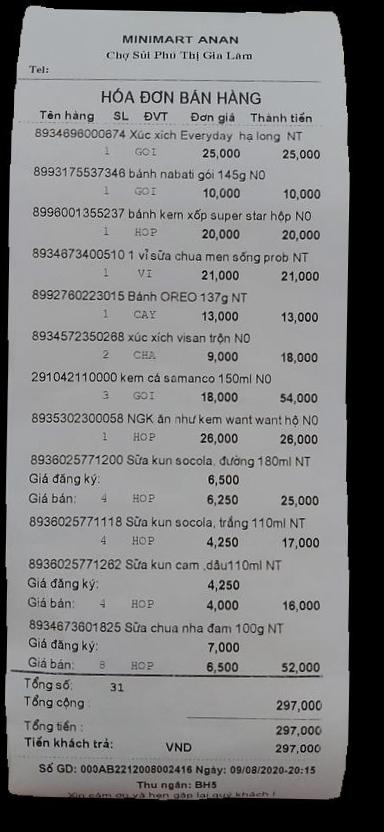 MINIMART ANAN
Chợ Sủi Phú Thị Gia Lâm
Tel:
HÓA ĐƠN BÁN HÀNG
Tên hàng SL ĐVT Đơn giá Thành tiền
8934696000674 Xúc xích Everyday hạ long NT
1 GOI 25,000 25,000
8993175537346 bánh nabati gói 145g N0
1 GOI 10,000 10,000
8996001355237 bánh kem xốp super star hộp N0
1 HOP 20,000 20,000
8934673400510 1 vỉ sữa chua men sống prob NT
1 VI 21,000 21,000
8992760223015 Bánh OREO 137g NT
1 CAY 13,000 13,000
8934572350268 xúc xích visan trộn N0
2 CHA 9,000 18,000
291042110000 kem cá samanco 150ml N0
3 GOI 18,000 54,000
8935302300058 NGK ăn như kem want want hộ N0
1 HOP 26,000 26,000
8936025771200 Sữa kun socola, đường 180ml NT
Giá đăng ký: 6,500
Giá bán: 4 HOP 6,250 25,000
8936025771118 Sữa kun socola, trắng 110ml NT
4 HOP 4,250 17,000
8936025771262 Sữa kun cam ,dâu110ml NT
Giá đăng ký: 4,250
Giá bán: 4 HOP 4,000 16,000
8934673601825 Sữa chua nha đam 100g NT
Giá đăng ký: 7,000
Giá bán: 8 HOP 6,500 52,000
Tổng số: 31
Tổng cộng : 297,000
Tổng tiền : 297,000
Tiền khách trả: VND 297,000
Số GD: 000AB2212008002416 Ngày: 09/08/2020-20:15
Thu ngân: BH5
Xin cảm ơn và hẹn gặp lại quý khách !